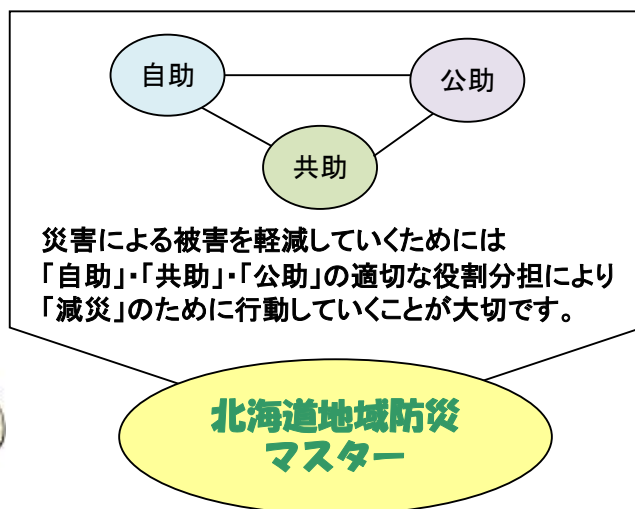 自助
公助
共助
災害による被害を軽減していくためには
「自助」・「共助」・「公助」の適切な役割分担により
「減災」のために行動していくことが大切です。
北海道地域防災
マスター